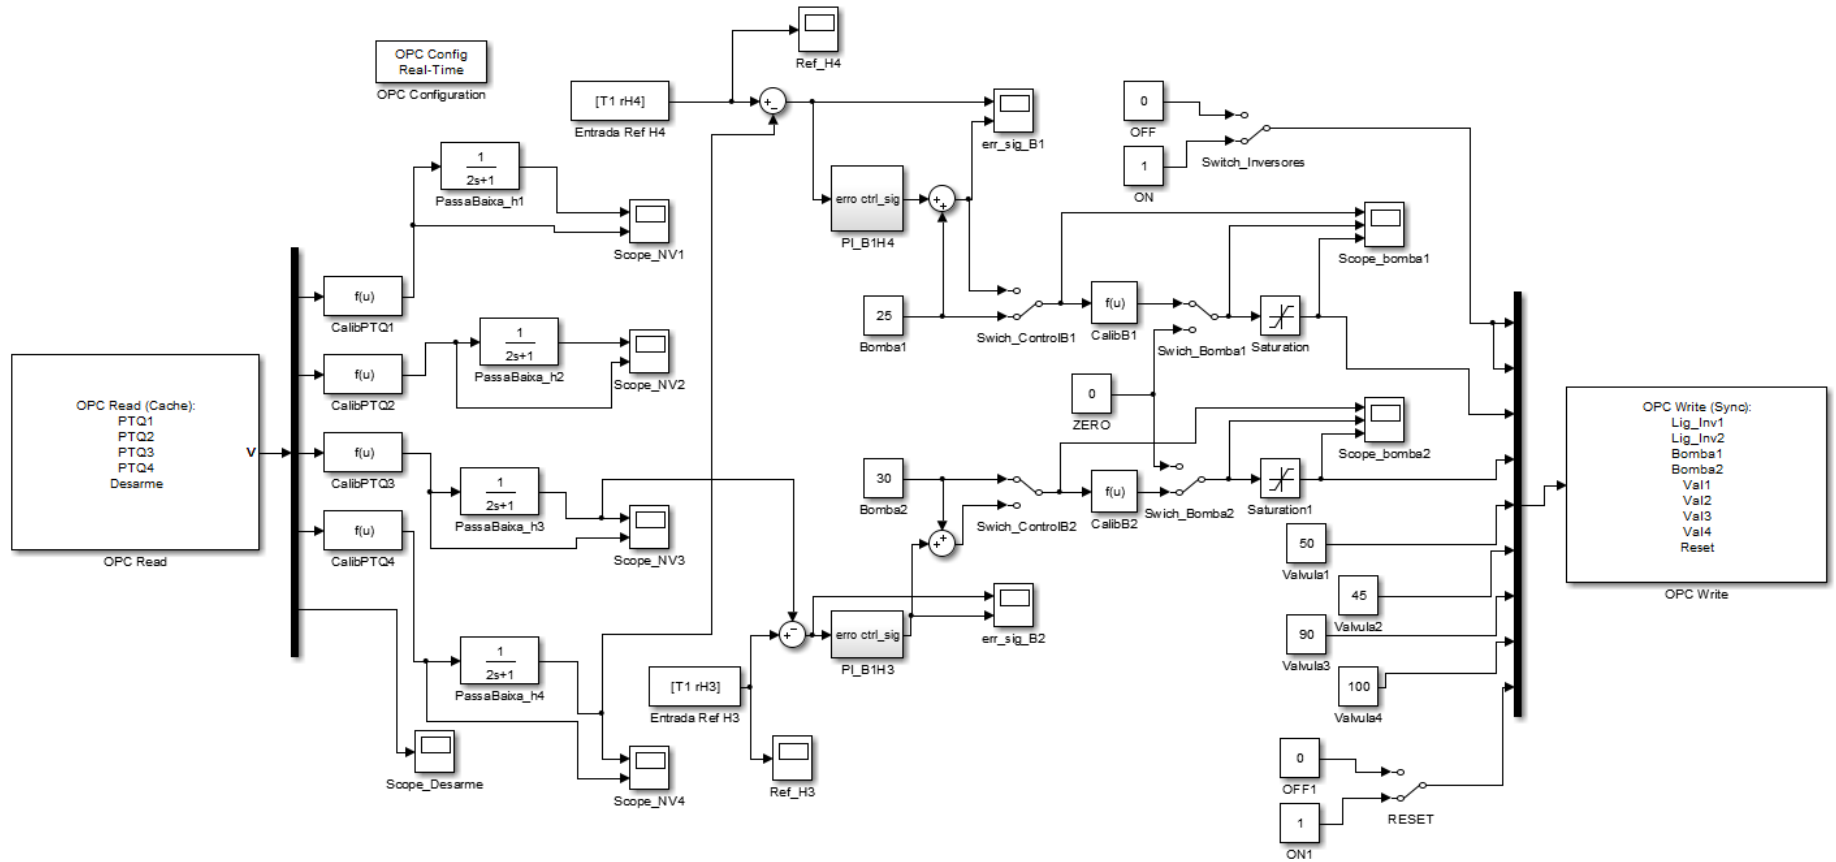 Ref_H4
OPC Config
Real-Time
OPC Configuration
[T1 rH4]
Entrada Ref H4
err_sig_B1
0
OFF
1
ON
Switch_Inversores
1
2s+1
PassaBaixa_h1
Scope_NV1
erro ctrl_sig
PI_B1H4
Scope_bomba1
f(u)
CalibPTQ1
25
Bomba1
Swich_ControlB1
f(u)
CalibB1
Swich_Bomba1
Saturation
1
2s+1
PassaBaixa_h2
Scope_NV2
f(u)
CalibPTQ2
0
ZERO
OPC Read (Cache):
PTQ1
PTQ2
PTQ3
PTQ4
Desarme
V
OPC Read
f(u)
CalibPTQ3
1
2s+1
PassaBaixa_h3
Scope_NV3
30
Bomba2
Swich_ControlB2
f(u)
CalibB2
Swich_Bomba2
Saturation1
Scope_bomba2
OPC Write (Sync):
Lig_Inv1
Lig_Inv2
Bomba1
Bomba2
Val1
Val2
Val3
Val4
Reset
OPC Write
f(u)
CalibPTQ4
50
Valvula1
45
Valvula2
90
Valvula3
100
Valvula4
erro ctrl_sig
PI_B1H3
err_sig_B2
1
2s+1
PassaBaixa_h4
[T1 rH3]
Entrada Ref H3
Scope_Desarme
Scope_NV4
Ref_H3
0
OFF1
1
ON1
RESET